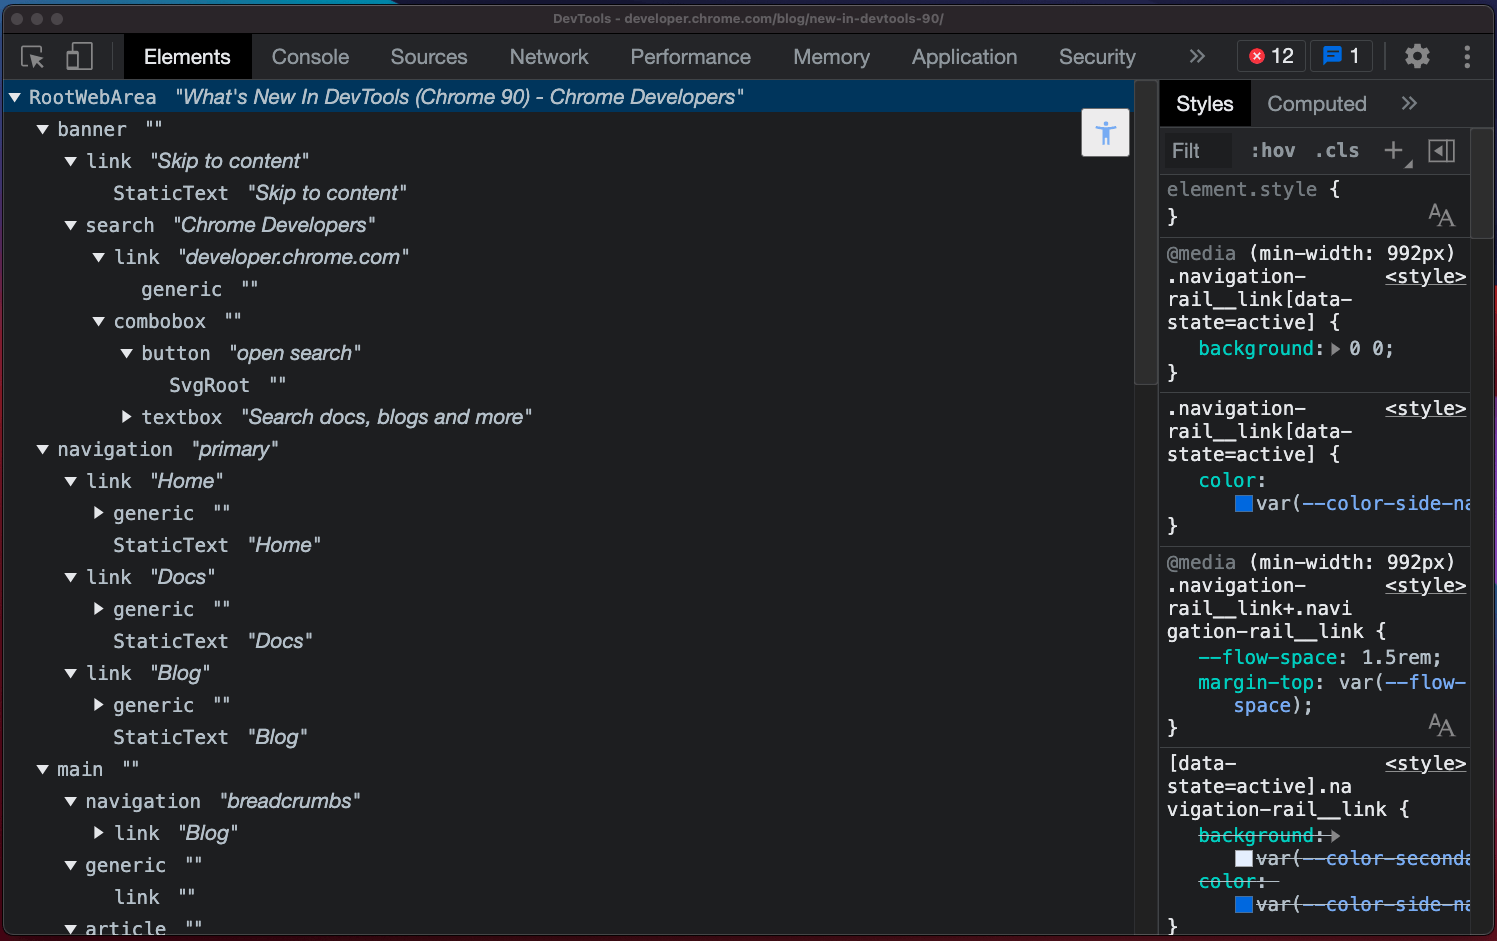 DevTools - developer.chrome.com/blog/new-in-devtools-90/
Elements Console Sources Network Performance Memory Application Security » 12 1
RootWebArea "What's New In DevTools (Chrome 90) - Chrome Developers"
banner ""
link "Skip to content"
StaticText "Skip to content"
search "Chrome Developers"
link "developer.chrome.com"
generic ""
combobox ""
button "open search"
SvgRoot ""
textbox "Search docs, blogs and more"
navigation "primary"
link "Home"
generic ""
StaticText "Home"
link "Docs"
generic ""
StaticText "Docs"
link "Blog"
generic ""
StaticText "Blog"
main ""
navigation "breadcrumbs"
link "Blog"
generic ""
link ""
article ""
Styles Computed »
Filt :hov .cls +
element.style {
}
@media (min-width: 992px)
.navigation- <style>
rail__link[data-
state=active] {
background: 0 0;
}
.navigation- <style>
rail__link[data-
state=active] {
color:
var(--color-side-na
}
@media (min-width: 992px)
.navigation- <style>
rail__link+.navi
gation-rail__link {
--flow-space: 1.5rem;
margin-top: var(--flow-
space);
}
[data- <style>
state=active].na
vigation-rail__link {
background:
var(--color-seconda
color:
var(--color-side-na
}